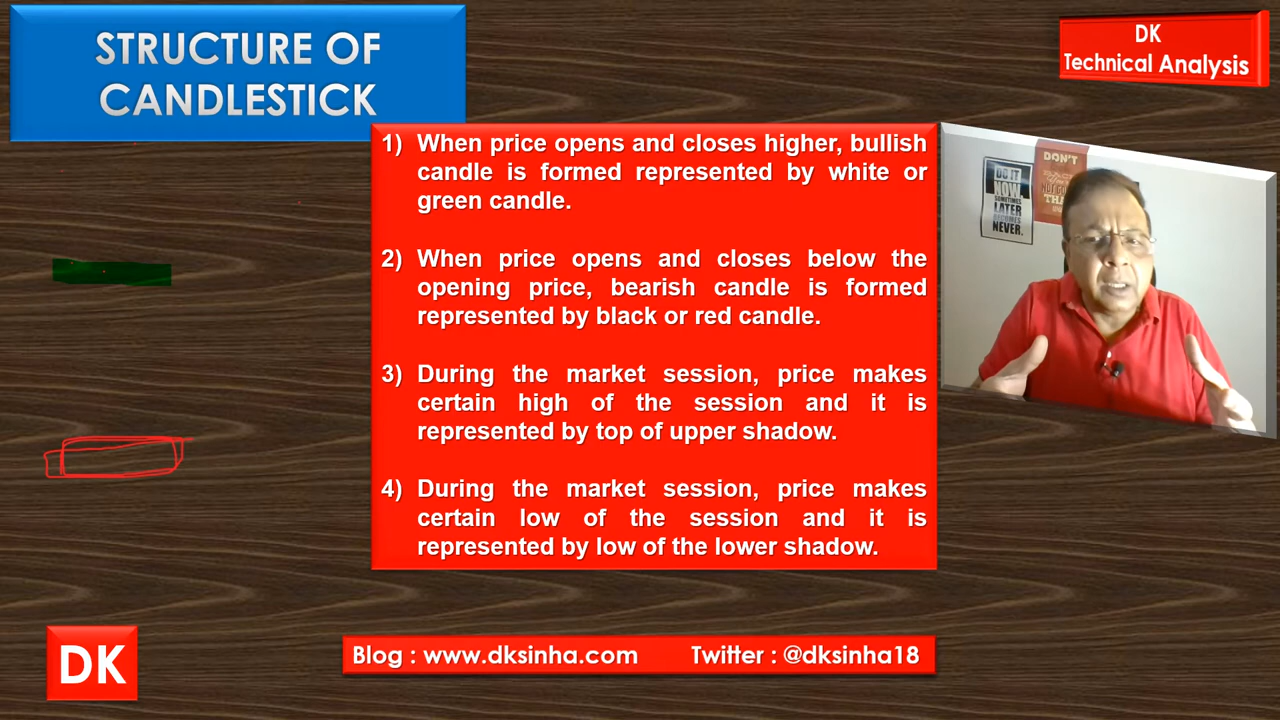 STRUCTURE OF
CANDLESTICK
DK
Technical Analysis
1) When price opens and closes higher, bullish
candle is formed represented by white or
green candle.
2) When price opens and closes below the
opening price, bearish candle is formed
represented by black or red candle.
3) During the market session, price makes
certain high of the session and it is
represented by top of upper shadow.
4) During the market session, price makes
certain low of the session and it is
represented by low of the lower shadow.
DON'T
DO IT
NOW
SOMETIMES
LATER
BECOMES
NEVER.
DK
Blog : www.dksinha.com Twitter : @dksinha18